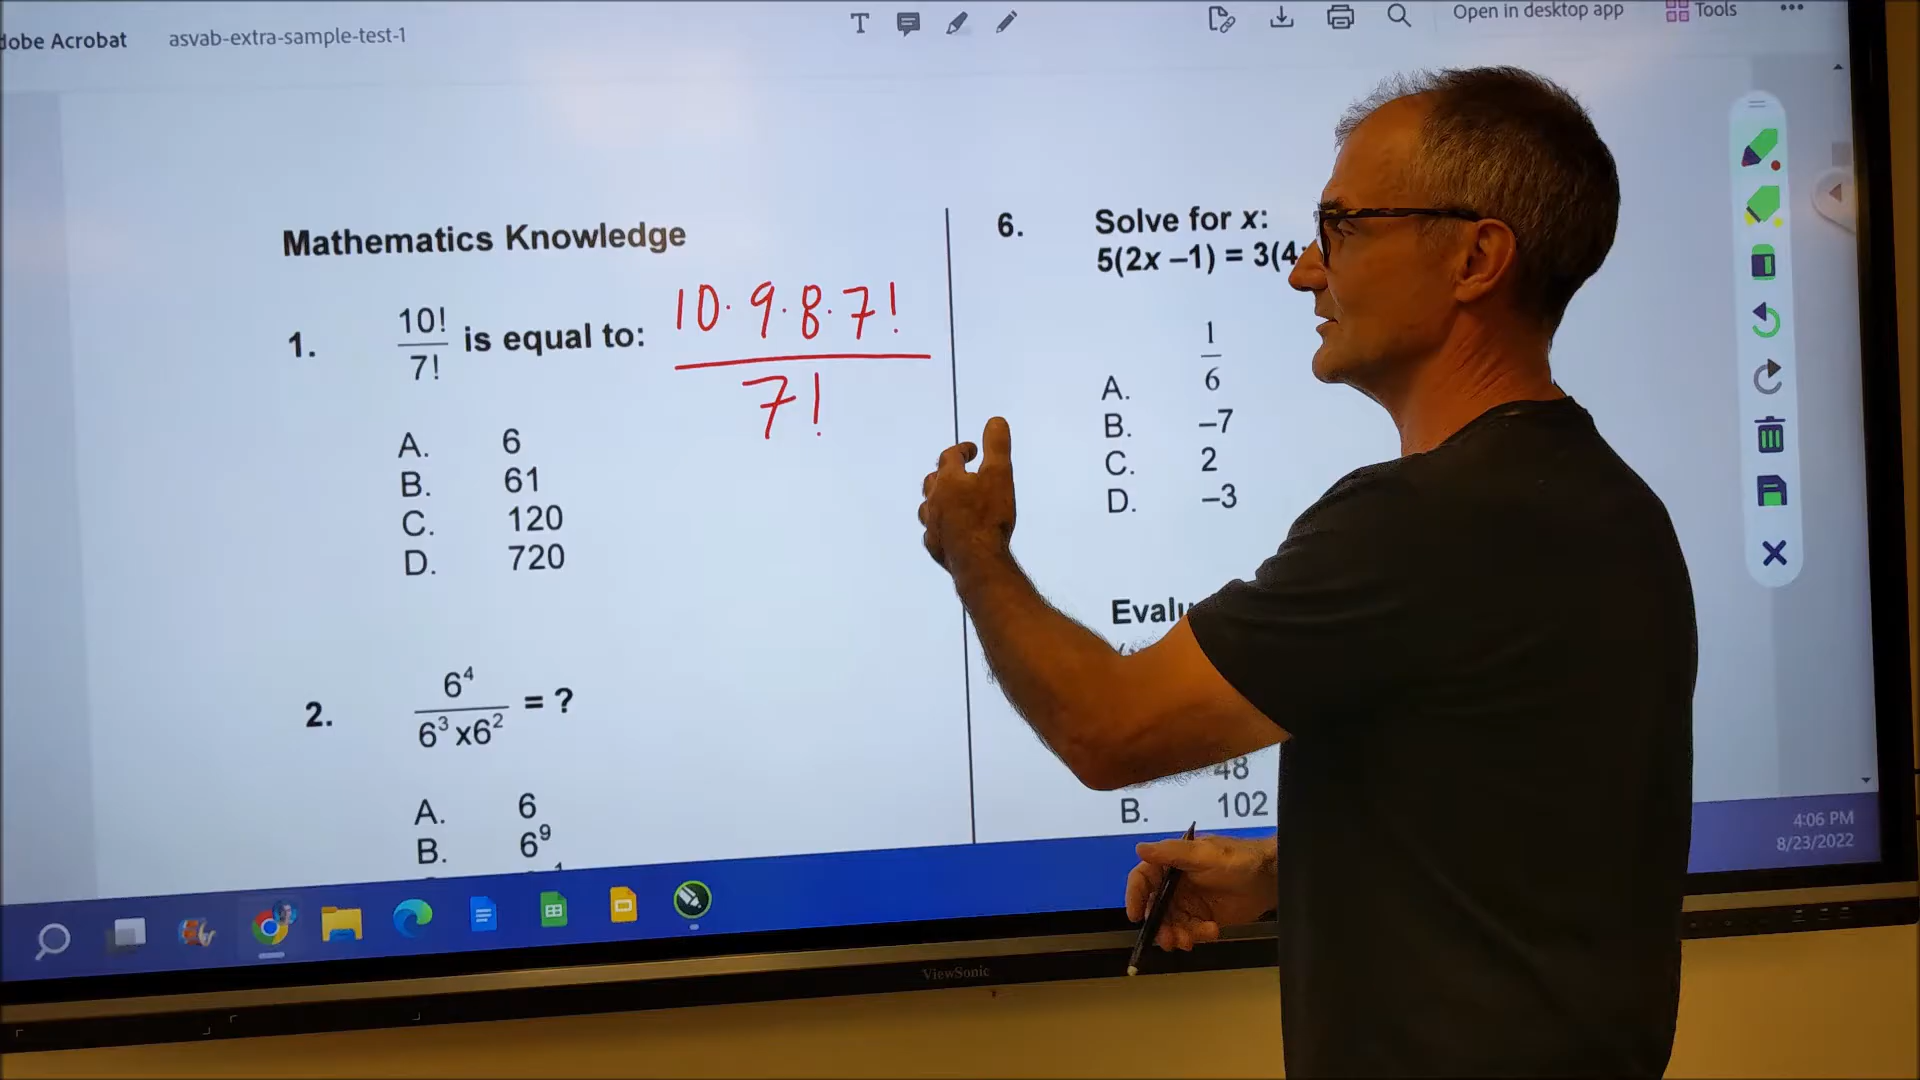 dobe Acrobat asvab-extra-sample-test-1 T Open in desktop app Tools
Mathematics Knowledge
1. 10!/7! is equal to:
10·9·8·7!
7!
A. 6
B. 61
C. 120
D. 720
2. 6⁴/6³x6² = ?
A. 6
B. 6⁹
6. Solve for x:
5(2x –1) = 3(4
A. 1/6
B. –7
C. 2
D. –3
Evalu
48
B. 102
4:06 PM
8/23/2022
ViewSonic